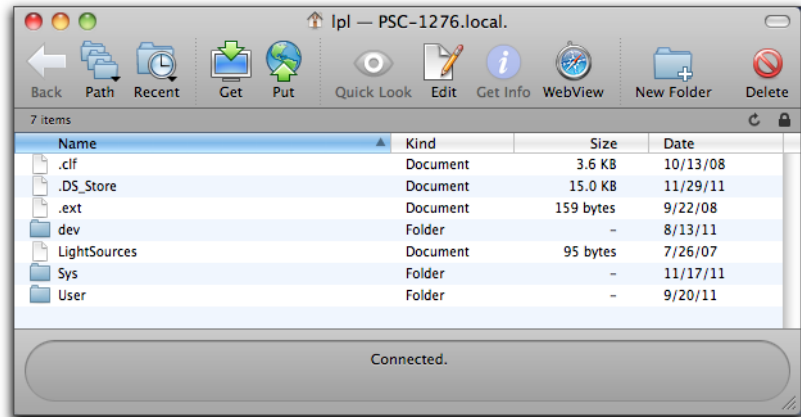 lpl — PSC-1276.local.
Back Path Recent Get Put Quick Look Edit Get Info WebView New Folder Delete
7 items
Name Kind Size Date
.clf Document 3.6 KB 10/13/08
.DS_Store Document 15.0 KB 11/29/11
.ext Document 159 bytes 9/22/08
dev Folder – 8/13/11
LightSources Document 95 bytes 7/26/07
Sys Folder – 11/17/11
User Folder – 9/20/11
Connected.